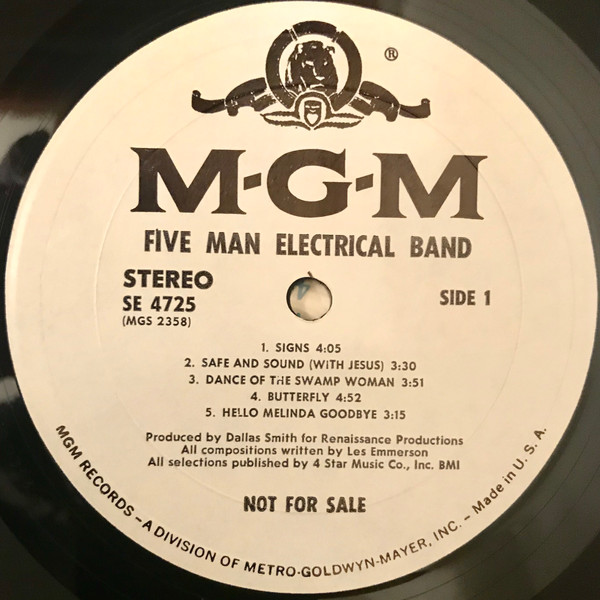 ®
M-G-M
FIVE MAN ELECTRICAL BAND
STEREO
SE 4725
(MGS 2358)
SIDE 1
1. SIGNS 4:05
2. SAFE AND SOUND (WITH JESUS) 3:30
3. DANCE OF THE SWAMP WOMAN 3:51
4. BUTTERFLY 4:52
5. HELLO MELINDA GOODBYE 3:15
Produced by Dallas Smith for Renaissance Productions
All compositions written by Les Emmerson
All selections published by 4 Star Music Co., Inc. BMI
NOT FOR SALE
MGM RECORDS – A DIVISION OF METRO-GOLDWYN-MAYER, INC. – Made in U. S. A.